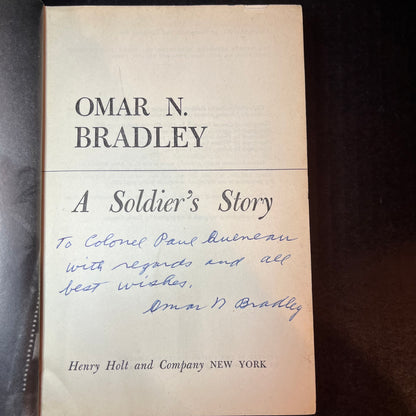 OMAR N.
BRADLEY
A Soldier's Story
To Colonel Paul Gueneau
with regards and all
best wishes.
Omar N Bradley
Henry Holt and Company NEW YORK